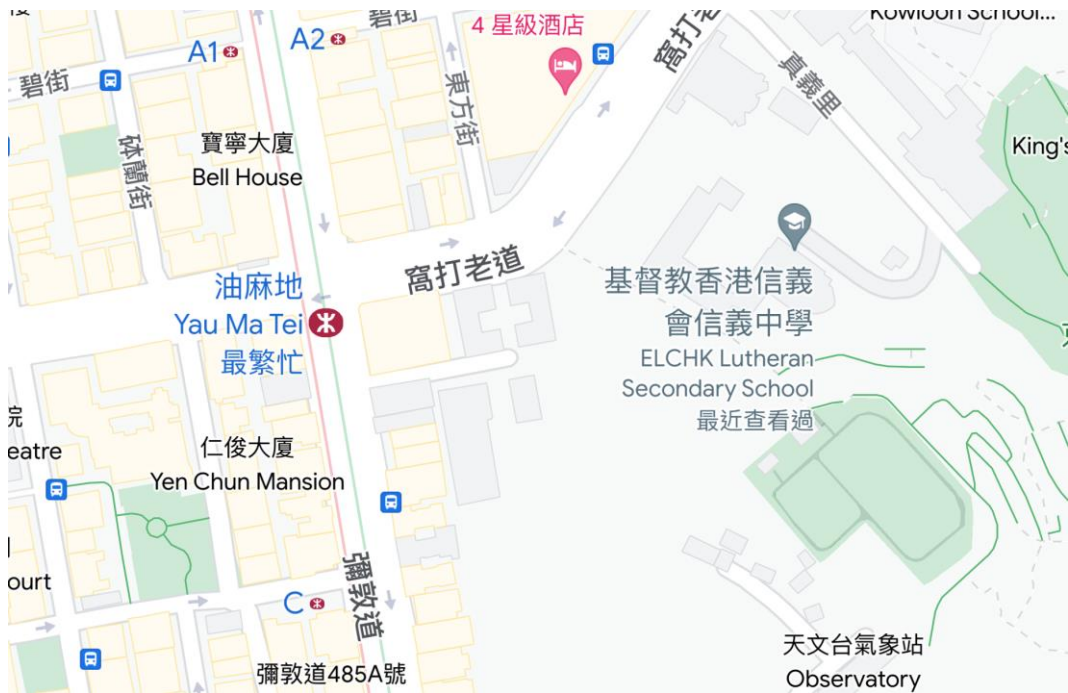 Kowloon School...
4 星級酒店
A2
A1
碧街
碧街
窩打老道
真義里
東方街
砵蘭街
寶寧大廈
Bell House
King's
窩打老道
油麻地
Yau Ma Tei
最繁忙
基督教香港信義
會信義中學
ELCHK Lutheran
Secondary School
最近查看過
院
eatre
仁俊大廈
Yen Chun Mansion
ourt
彌敦道
C
天文台氣象站
Observatory
彌敦道485A號